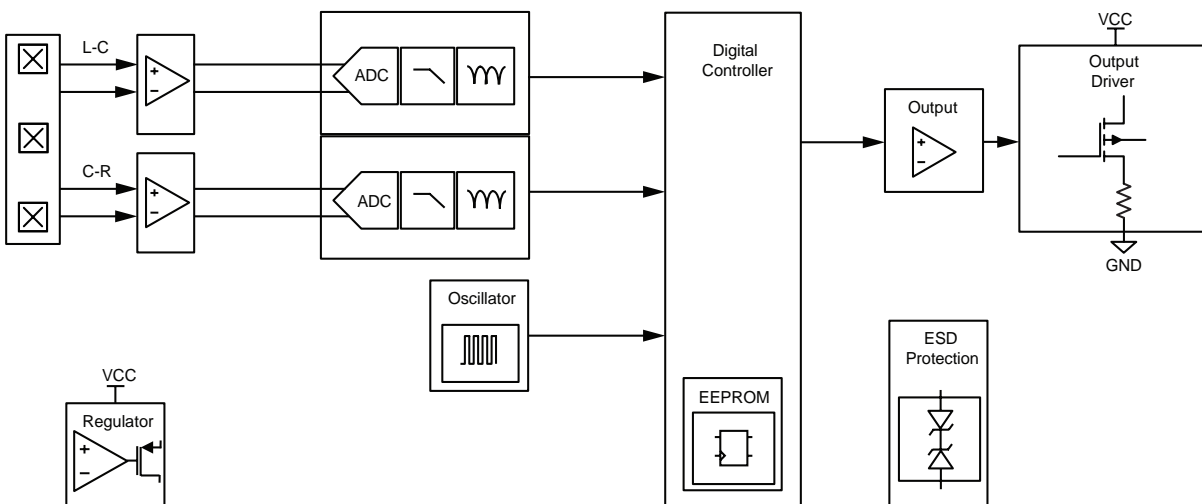 L-C
+
−
ADC
C-R
+
−
ADC
Oscillator
VCC
Regulator
+
−
Digital
Controller
EEPROM
Output
+
−
VCC
Output
Driver
GND
ESD
Protection